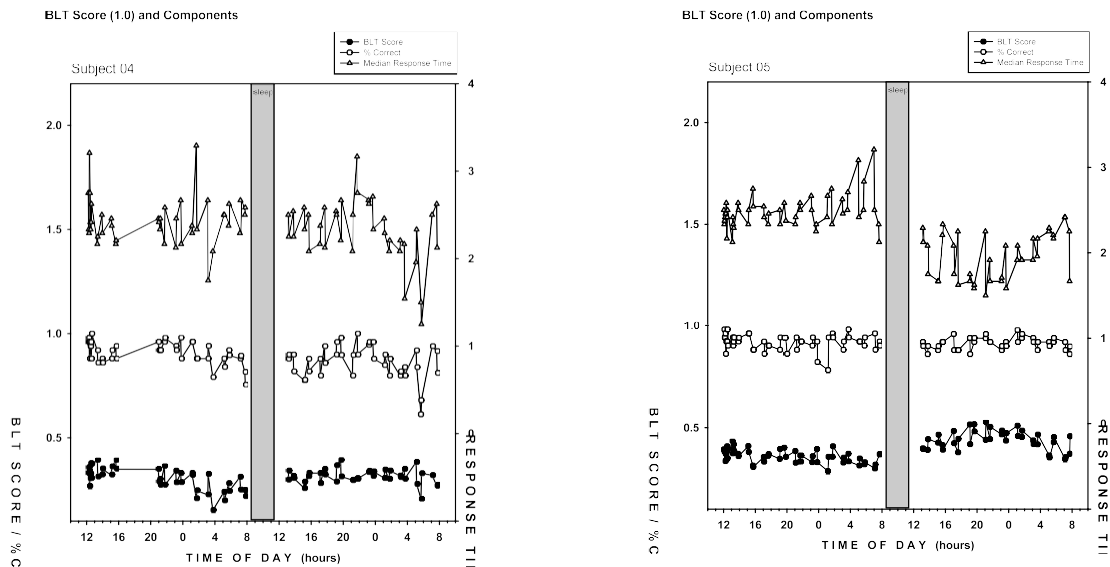 BLT Score (1.0) and Components
BLT Score
% Correct
Median Response Time
Subject 04
sleep
4
2.0
3
1.5
2
1.0
1
0.5
0
BLT SCORE / % C
RESPONSE TI
12 16 20 0 4 8 12 16 20 0 4 8
TIME OF DAY (hours)
BLT Score (1.0) and Components
BLT Score
% Correct
Median Response Time
Subject 05
sleep
4
2.0
3
1.5
2
1.0
1
0.5
0
BLT SCORE / % C
RESPONSE TI
12 16 20 0 4 8 12 16 20 0 4 8
TIME OF DAY (hours)